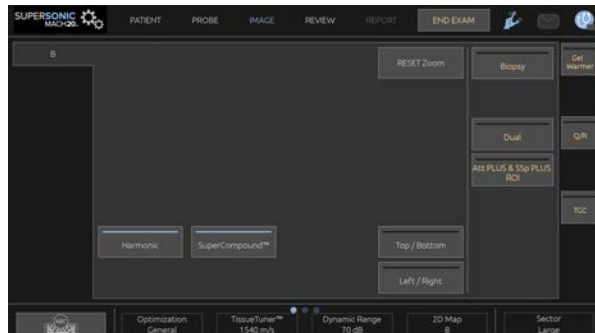 SUPERSONIC
MACH20.
PATIENT
PROBE
IMAGE
REVIEW
REPORT
END EXAM
B
RESET Zoom
Biopsy
Gel
Warmer
Dual
Q/R
Att PLUS & SSp PLUS
ROI
TGC
Harmonic
SuperCompound™
Top / Bottom
Left / Right
Optimization
General
TissueTuner™
1540 m/s
Dynamic Range
70 dB
2D Map
8
Sector
Large